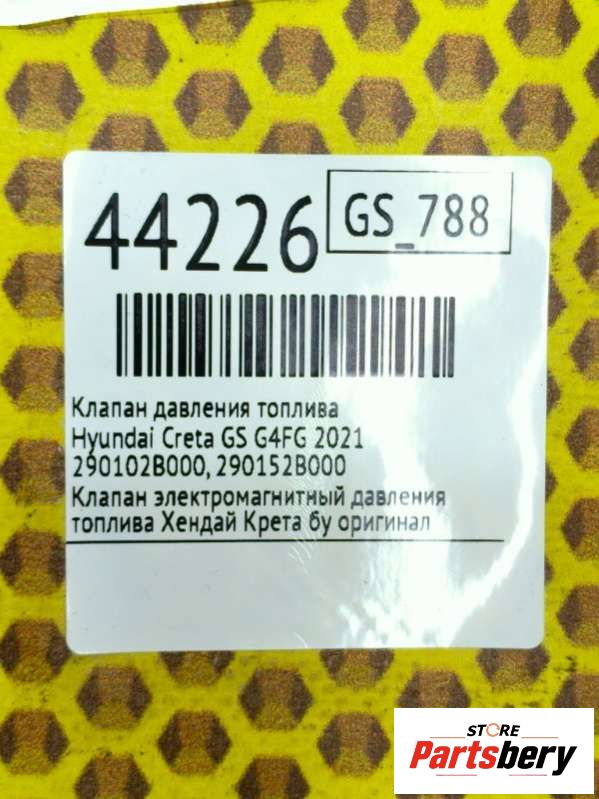 44226
GS_788
Клапан давления топлива
Hyundai Creta GS G4FG 2021
290102B000, 290152B000
Клапан электромагнитный давления
топлива Хендай Крета бу оригинал
STORE
Partsbery